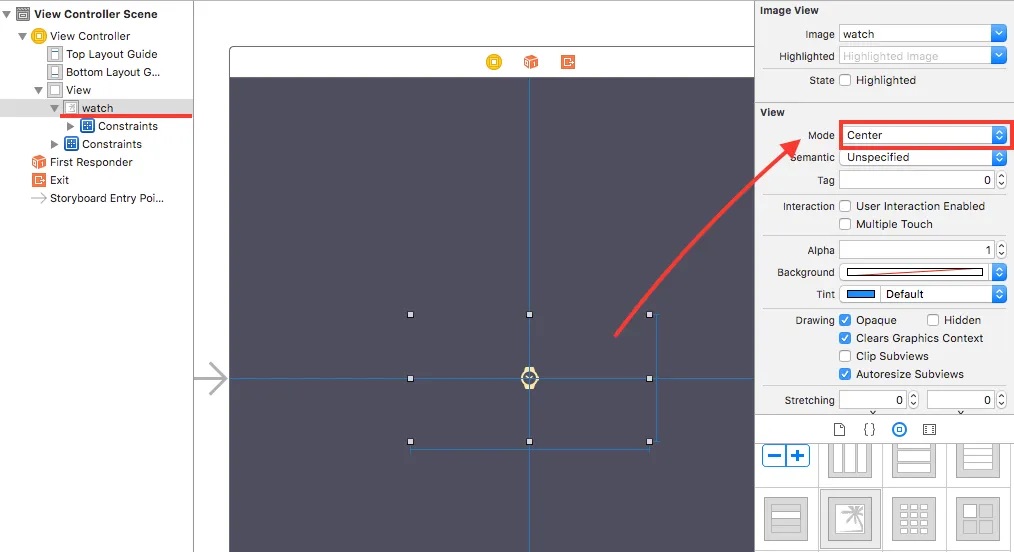 View Controller Scene
View Controller
Top Layout Guide
Bottom Layout G...
View
watch
Constraints
Constraints
First Responder
Exit
Storyboard Entry Poi...
Image View
Image watch
Highlighted Highlighted Image
State Highlighted
View
Mode Center
Semantic Unspecified
Tag 0
Interaction User Interaction Enabled
Multiple Touch
Alpha 1
Background
Tint Default
Drawing Opaque Hidden
Clears Graphics Context
Clip Subviews
Autoresize Subviews
Stretching 0 0